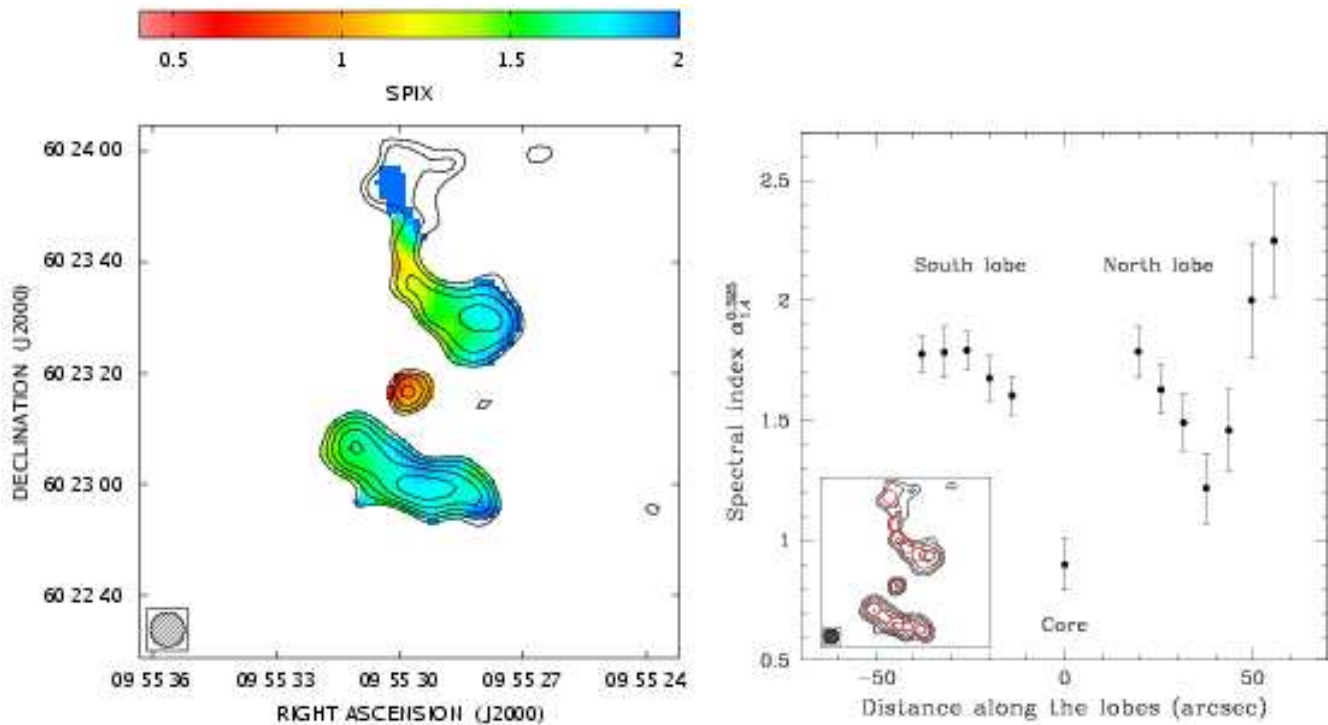 0.5 1 1.5 2
SPIX
60 24 00
60 23 40
60 23 20
60 23 00
60 22 40
DECLINATION (J2000)
09 55 36 09 55 33 09 55 30 09 55 27 09 55 24
RIGHT ASCENSION (J2000)
2.5
2
1.5
1
0.5
Spectral index α
South lobe North lobe
Core
−50 0 50
Distance along the lobes (arcsec)